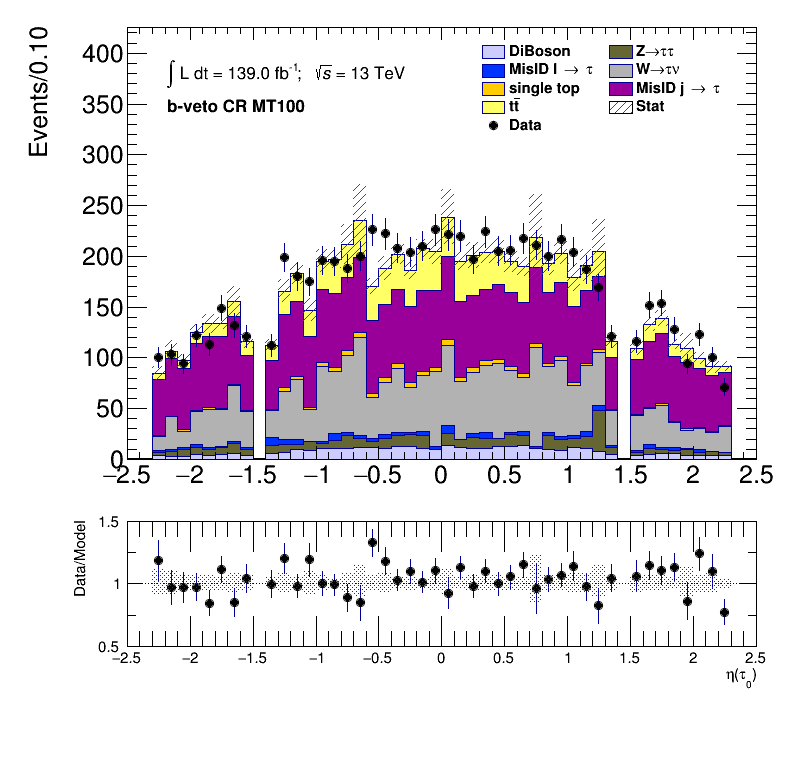 Events/0.10
400
350
300
250
200
150
100
50
0
∫ L dt = 139.0 fb⁻¹; √s = 13 TeV
b-veto CR MT100
DiBoson
MisID l → τ
single top
tt̄
Data
Z→ττ
W→τν
MisID j → τ
Stat
−2.5 −2 −1.5 −1 −0.5 0 0.5 1 1.5 2 2.5
Data/Model
1.5
1
0.5
−2.5 −2 −1.5 −1 −0.5 0 0.5 1 1.5 2 2.5
η(τ₀)